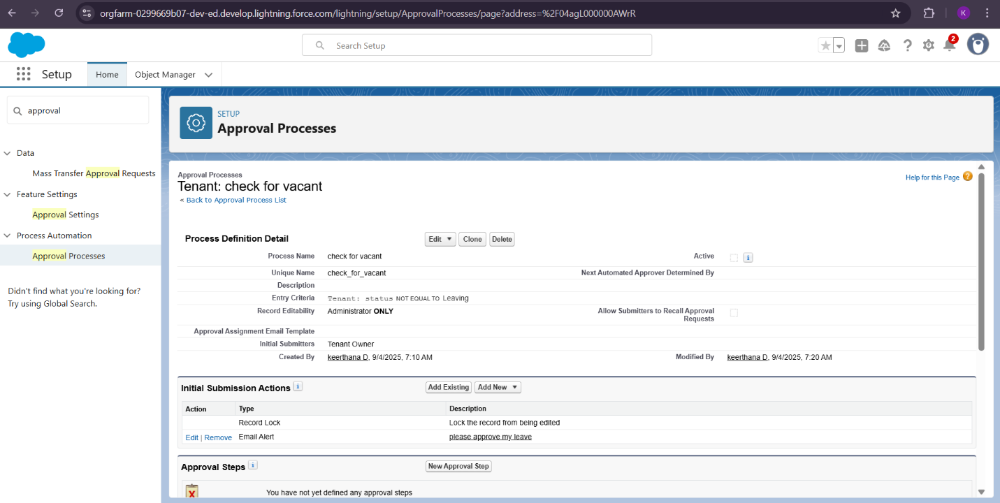 orgfarm-0299669b07-dev-ed.develop.lightning.force.com/lightning/setup/ApprovalProcesses/page?address=%2F04agL000000AWrR
K
Search Setup
2
Setup
Home
Object Manager
approval
Data
Mass Transfer Approval Requests
Feature Settings
Approval Settings
Process Automation
Approval Processes
Didn't find what you're looking for?
Try using Global Search.
SETUP
Approval Processes
Approval Processes
Tenant: check for vacant
« Back to Approval Process List
Help for this Page ?
Process Definition Detail
Edit Clone Delete
Process Name check for vacant Active i
Unique Name check_for_vacant Next Automated Approver Determined By
Description
Entry Criteria Tenant: status NOT EQUAL TO Leaving
Record Editability Administrator ONLY Allow Submitters to Recall Approval
Requests
Approval Assignment Email Template
Initial Submitters Tenant Owner
Created By keerthana D, 9/4/2025, 7:10 AM Modified By keerthana D, 9/4/2025, 7:20 AM
Initial Submission Actions i Add Existing Add New
Action Type Description
Record Lock Lock the record from being edited
Edit | Remove Email Alert please approve my leave
Approval Steps i New Approval Step
You have not yet defined any approval steps